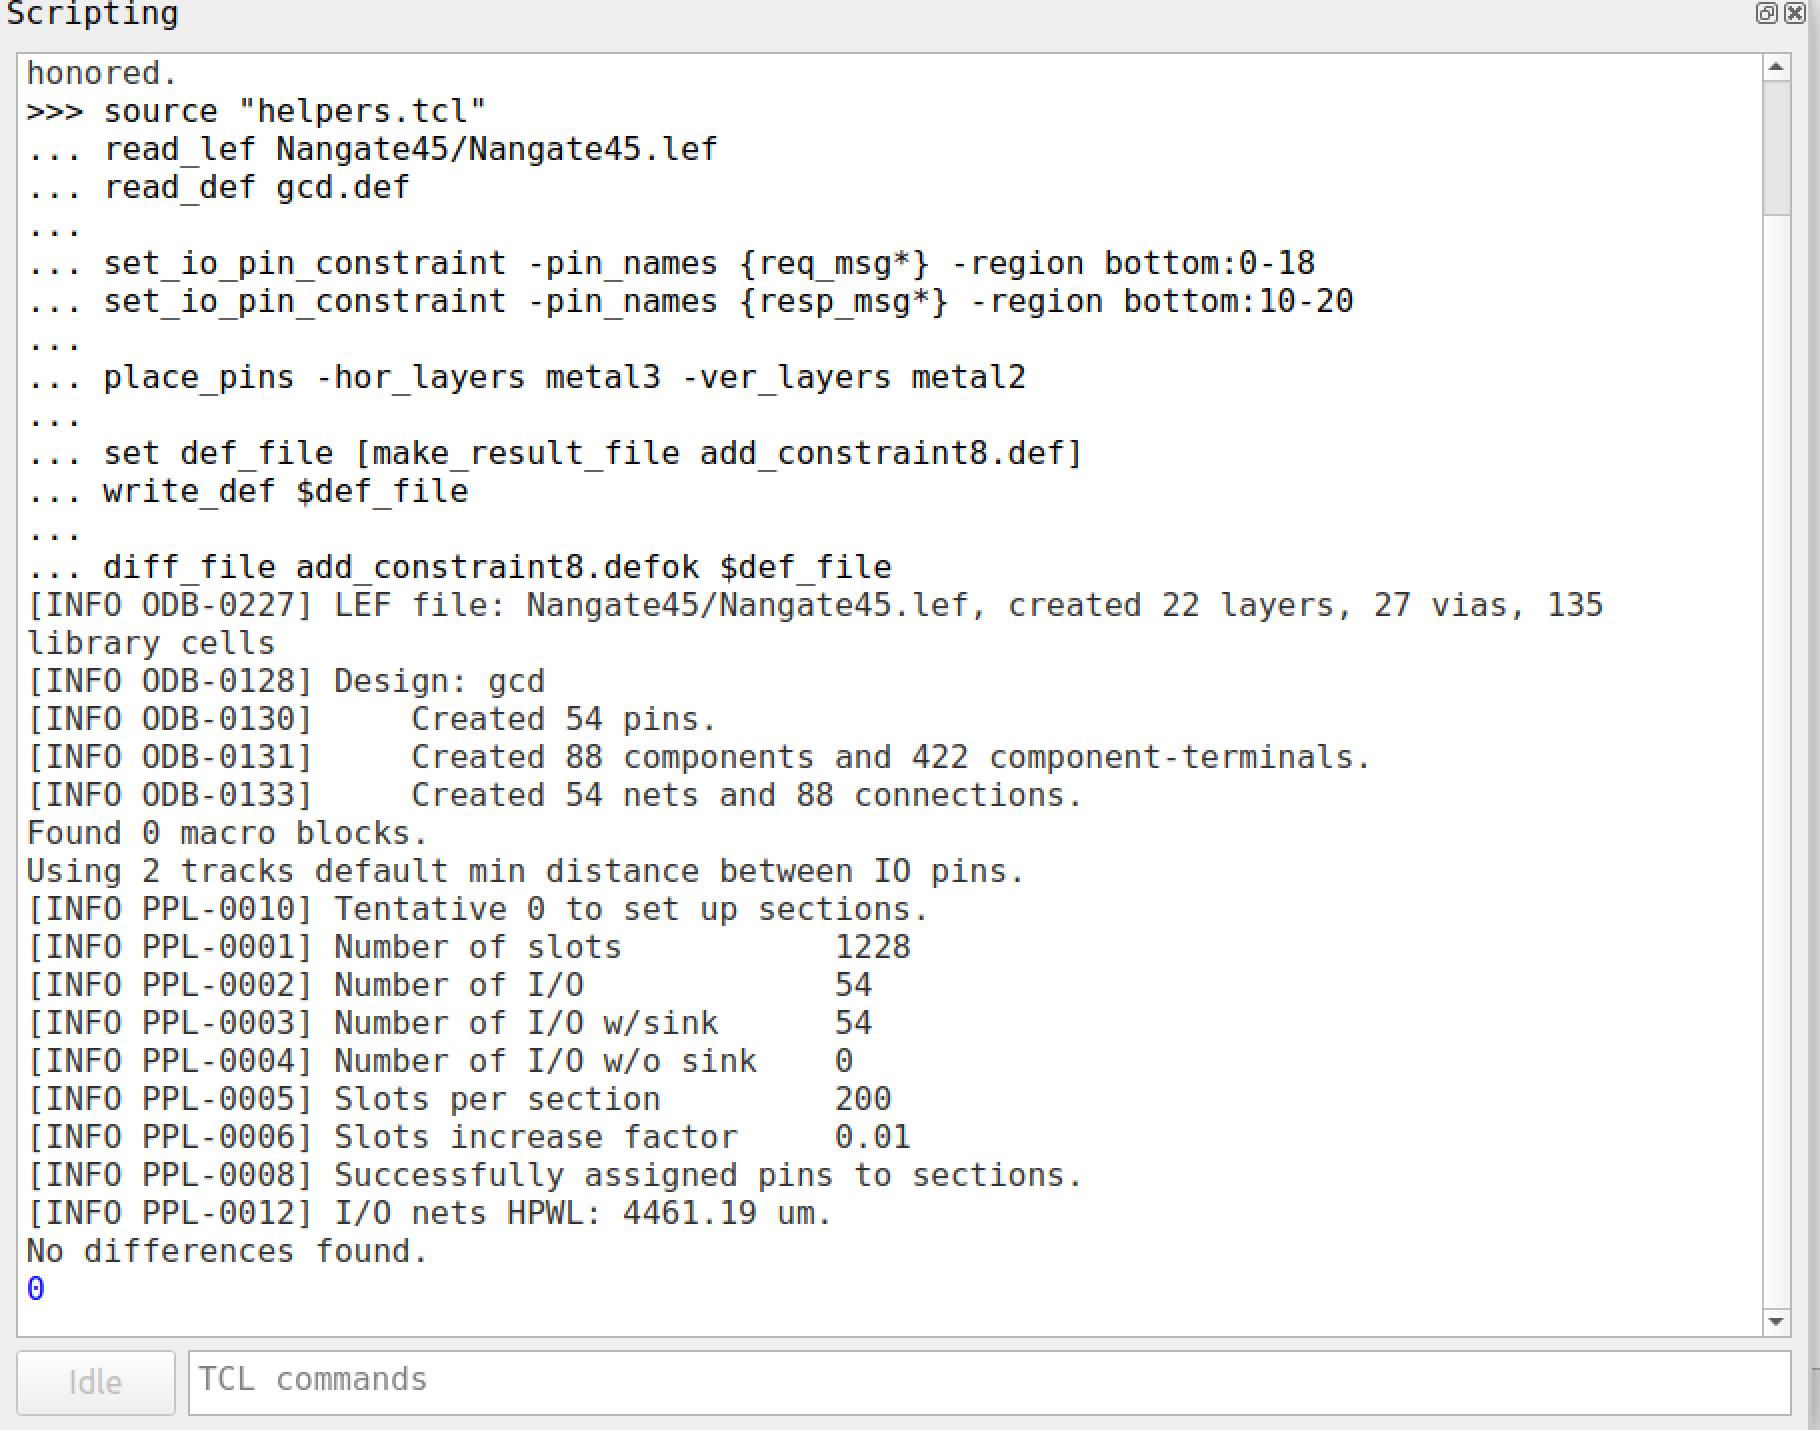 Scripting
honored.
>>> source "helpers.tcl"
... read_lef Nangate45/Nangate45.lef
... read_def gcd.def
...
... set_io_pin_constraint -pin_names {req_msg*} -region bottom:0-18
... set_io_pin_constraint -pin_names {resp_msg*} -region bottom:10-20
...
... place_pins -hor_layers metal3 -ver_layers metal2
...
... set def_file [make_result_file add_constraint8.def]
... write_def $def_file
...
... diff_file add_constraint8.defok $def_file
[INFO ODB-0227] LEF file: Nangate45/Nangate45.lef, created 22 layers, 27 vias, 135
library cells
[INFO ODB-0128] Design: gcd
[INFO ODB-0130]     Created 54 pins.
[INFO ODB-0131]     Created 88 components and 422 component-terminals.
[INFO ODB-0133]     Created 54 nets and 88 connections.
Found 0 macro blocks.
Using 2 tracks default min distance between IO pins.
[INFO PPL-0010] Tentative 0 to set up sections.
[INFO PPL-0001] Number of slots           1228
[INFO PPL-0002] Number of I/O             54
[INFO PPL-0003] Number of I/O w/sink      54
[INFO PPL-0004] Number of I/O w/o sink    0
[INFO PPL-0005] Slots per section         200
[INFO PPL-0006] Slots increase factor     0.01
[INFO PPL-0008] Successfully assigned pins to sections.
[INFO PPL-0012] I/O nets HPWL: 4461.19 um.
No differences found.
0
Idle
TCL commands